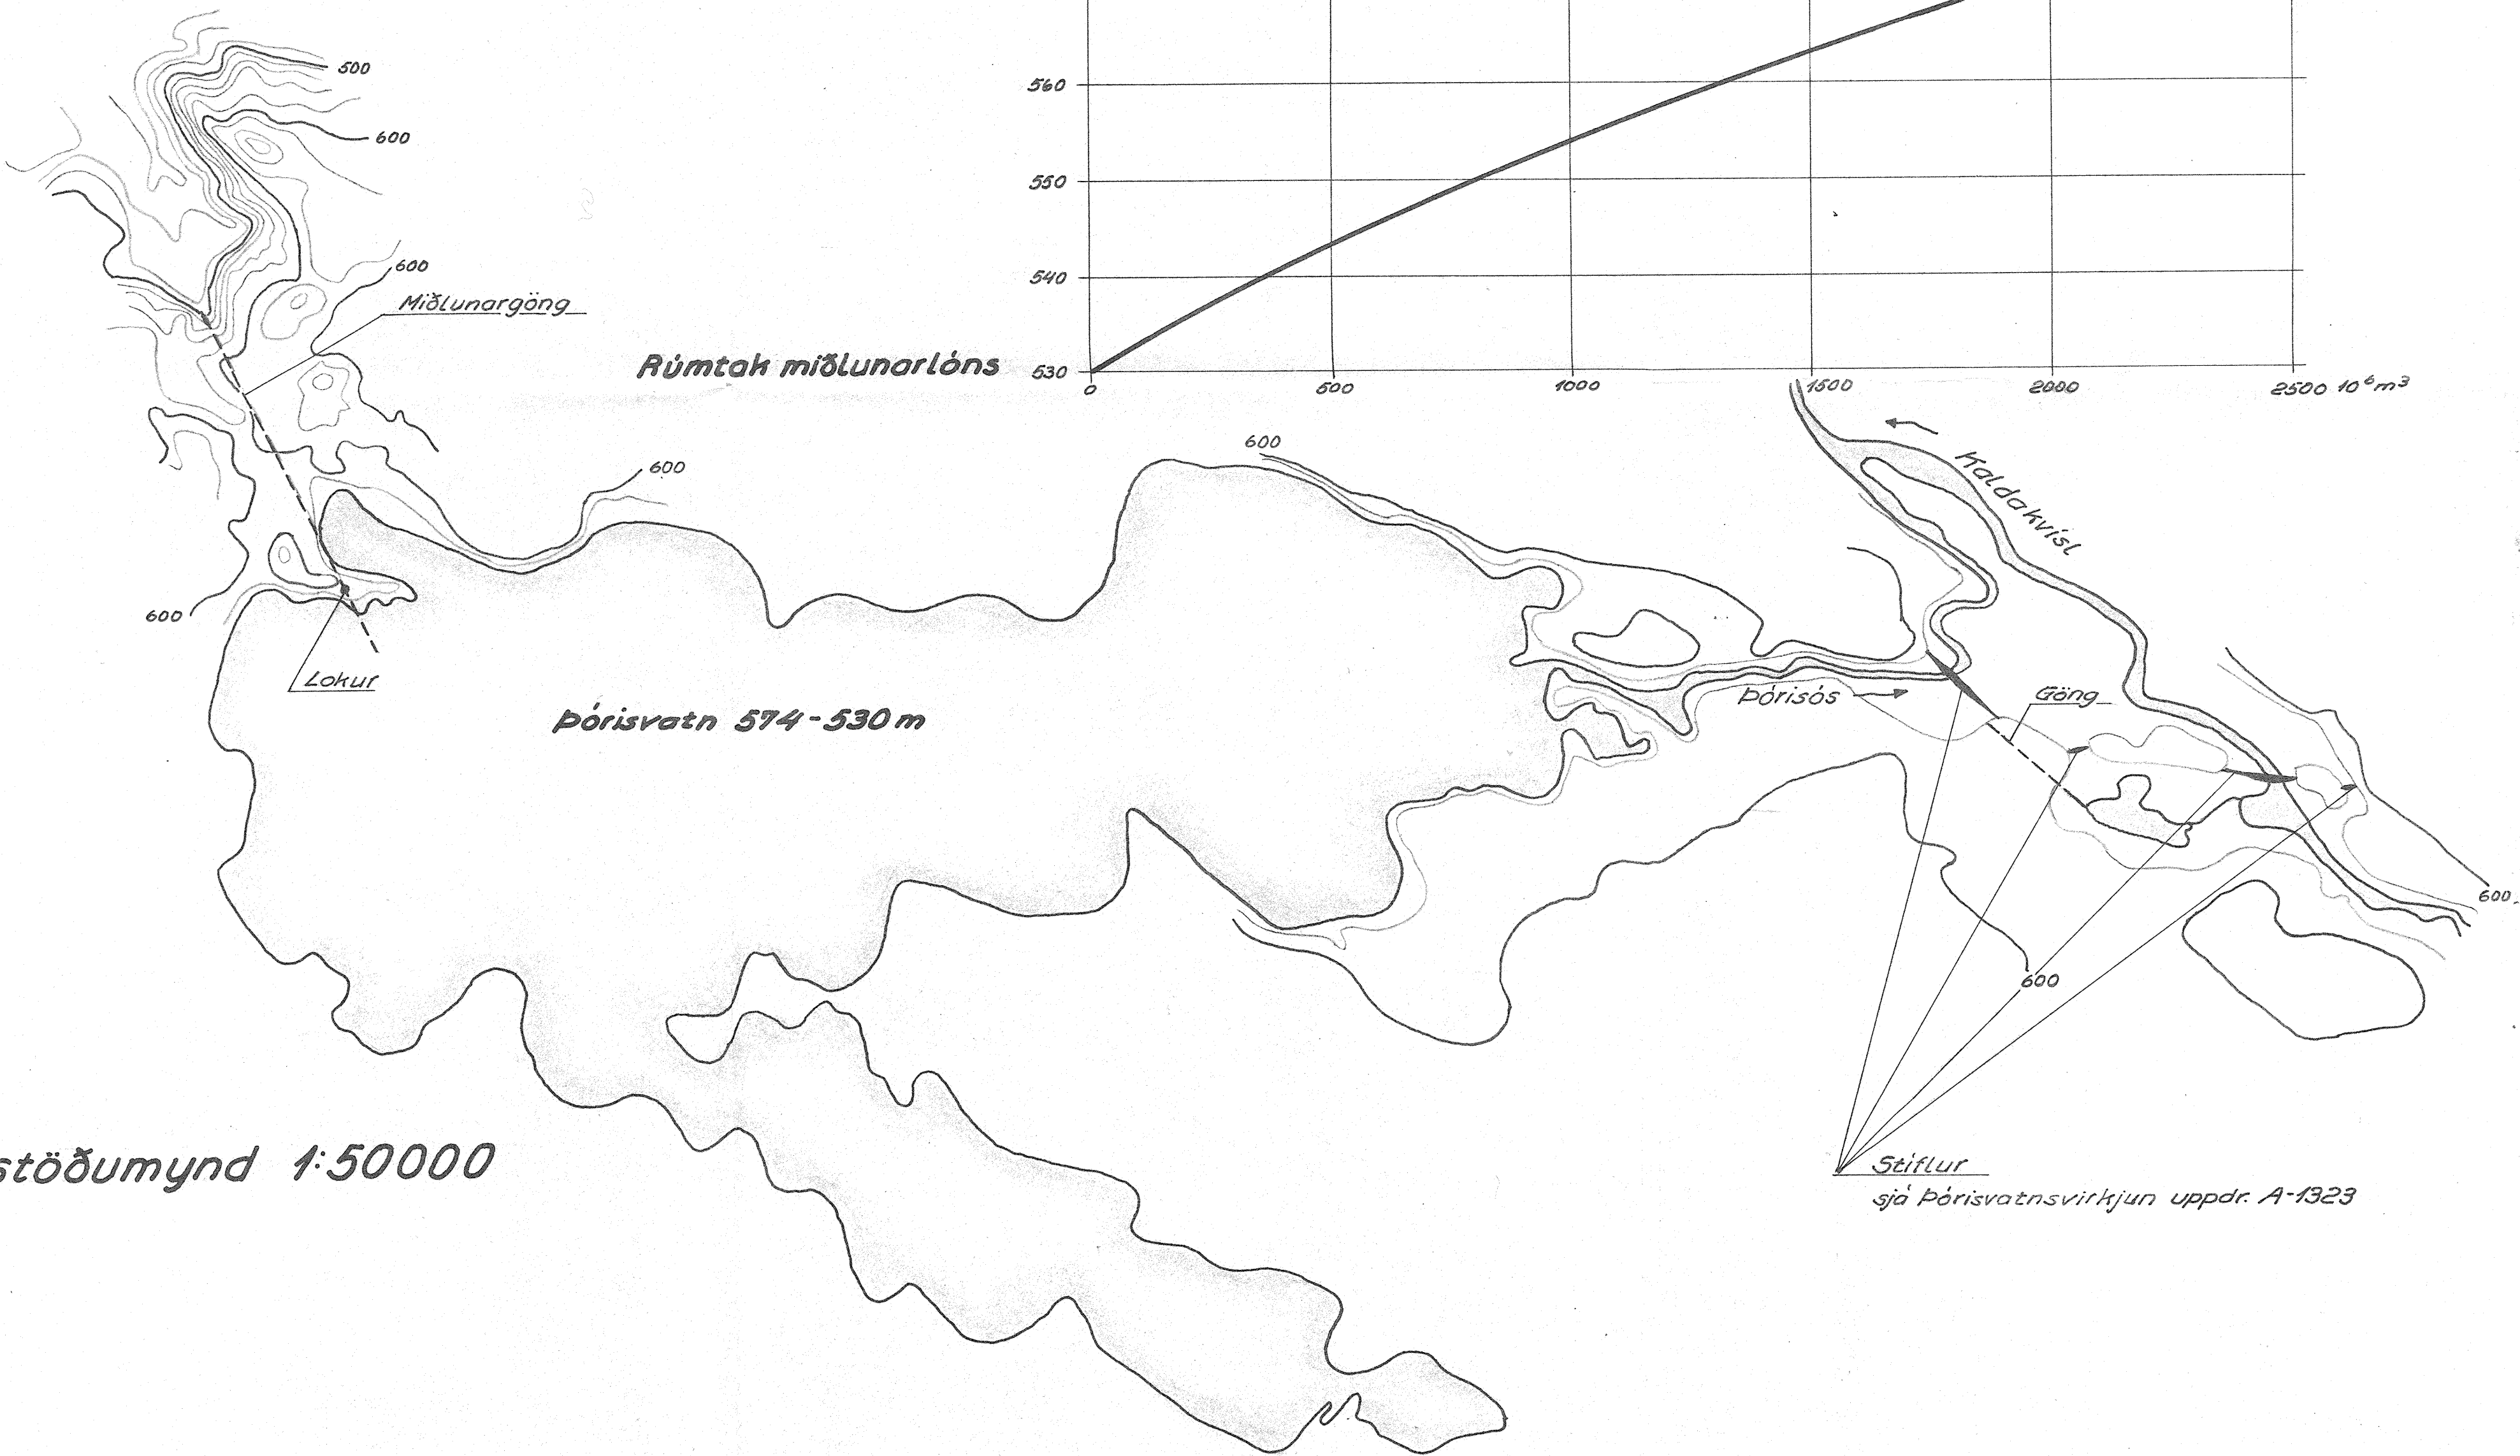 500
560
600
550
600
540
Miðlunargöng
Rúmtak miðlunarlóns
530
0 500 1000 1500 2000 2500 10⁶m³
600
Kaldakvísl
600
600
Lokur
Þórisós
Göng
Þórisvatn 574-530 m
600
600
stöðumynd 1:50000
Stíflur
sjá Þórisvatnsvirkjun uppdr. A-1323